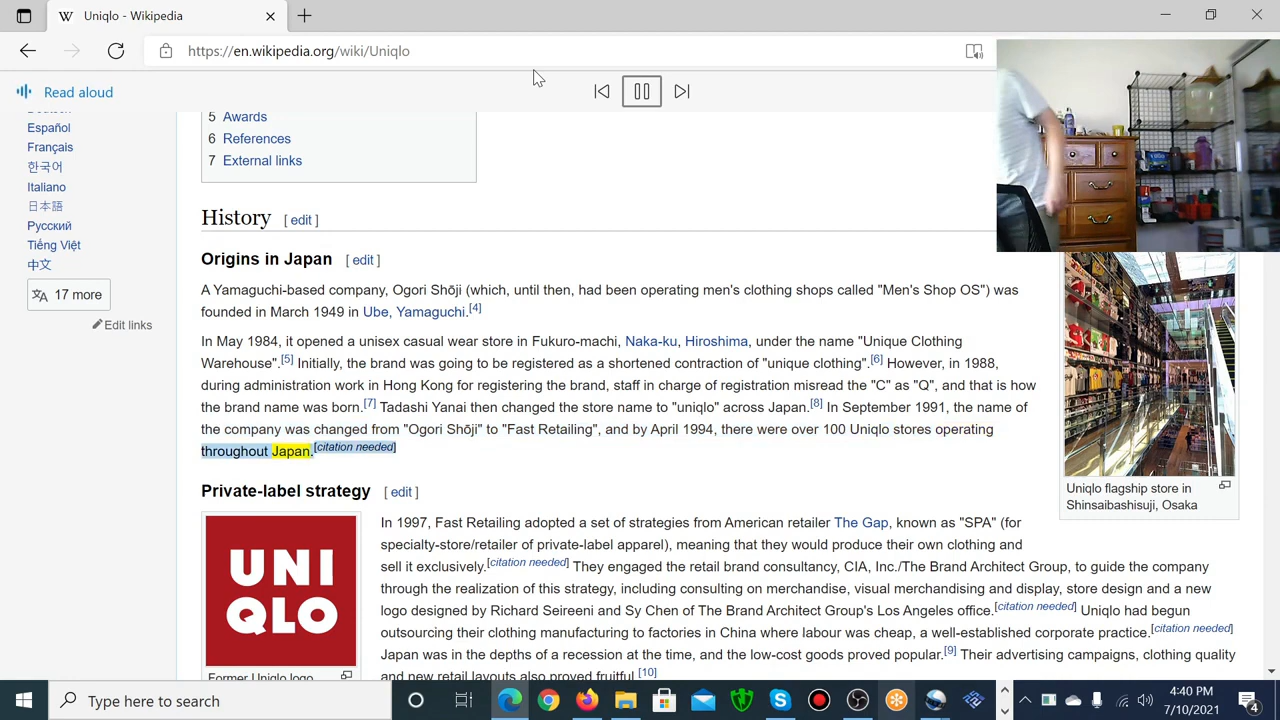 Uniqlo - Wikipedia
https://en.wikipedia.org/wiki/Uniqlo
Read aloud
Español
Français
한국어
Italiano
日本語
Русский
Tiếng Việt
中文
17 more
Edit links
5 Awards
6 References
7 External links
History [ edit ]
Origins in Japan [ edit ]
A Yamaguchi-based company, Ogori Shōji (which, until then, had been operating men's clothing shops called "Men's Shop OS") was
founded in March 1949 in Ube, Yamaguchi.[4]
In May 1984, it opened a unisex casual wear store in Fukuro-machi, Naka-ku, Hiroshima, under the name "Unique Clothing
Warehouse".[5] Initially, the brand was going to be registered as a shortened contraction of "unique clothing".[6] However, in 1988,
during administration work in Hong Kong for registering the brand, staff in charge of registration misread the "C" as "Q", and that is how
the brand name was born.[7] Tadashi Yanai then changed the store name to "uniqlo" across Japan.[8] In September 1991, the name of
the company was changed from "Ogori Shōji" to "Fast Retailing", and by April 1994, there were over 100 Uniqlo stores operating
throughout Japan.[citation needed]
Uniqlo flagship store in
Shinsaibashisuji, Osaka
Private-label strategy [ edit ]
UNI
QLO
Former Uniqlo logo
In 1997, Fast Retailing adopted a set of strategies from American retailer The Gap, known as "SPA" (for
specialty-store/retailer of private-label apparel), meaning that they would produce their own clothing and
sell it exclusively.[citation needed] They engaged the retail brand consultancy, CIA, Inc./The Brand Architect Group, to guide the company
through the realization of this strategy, including consulting on merchandise, visual merchandising and display, store design and a new
logo designed by Richard Seireeni and Sy Chen of The Brand Architect Group's Los Angeles office.[citation needed] Uniqlo had begun
outsourcing their clothing manufacturing to factories in China where labour was cheap, a well-established corporate practice.[citation needed]
Japan was in the depths of a recession at the time, and the low-cost goods proved popular.[9] Their advertising campaigns, clothing quality
and new retail layouts also proved fruitful.[10]
Type here to search
4:40 PM
7/10/2021
4